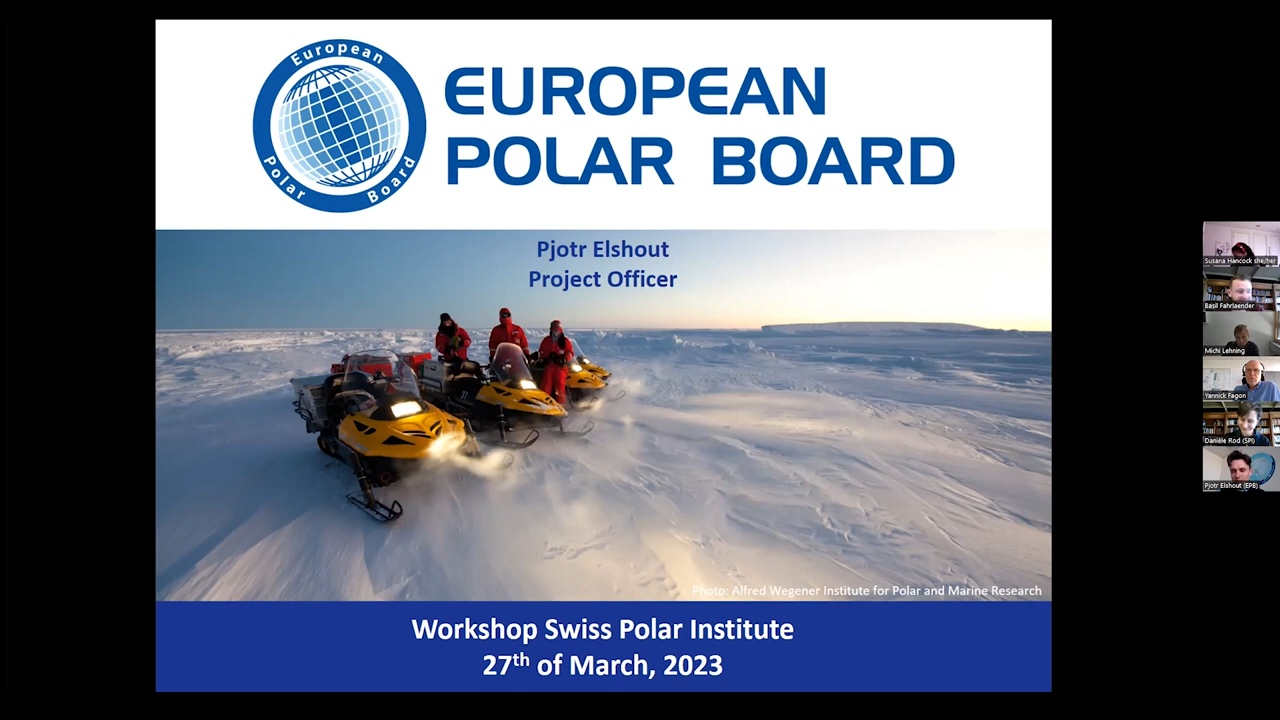 European
Polar Board
EUROPEAN
POLAR BOARD
Pjotr Elshout
Project Officer
Photo: Alfred Wegener Institute for Polar and Marine Research
Workshop Swiss Polar Institute
27th of March, 2023
Susana Hancock she/her
Basil Fahrlaender
Michi Lehning
Yannick Fagon
Danièle Rod (SPI)
Pjotr Elshout (EPB)